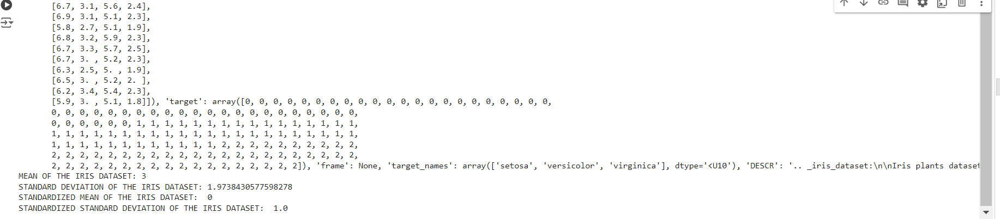 [6.7, 3.1, 5.6, 2.4],
[6.9, 3.1, 5.1, 2.3],
[5.8, 2.7, 5.1, 1.9],
[6.8, 3.2, 5.9, 2.3],
[6.7, 3.3, 5.7, 2.5],
[6.7, 3. , 5.2, 2.3],
[6.3, 2.5, 5. , 1.9],
[6.5, 3. , 5.2, 2. ],
[6.2, 3.4, 5.4, 2.3],
[5.9, 3. , 5.1, 1.8]]), 'target': array([0, 0, 0, 0, 0, 0, 0, 0, 0, 0, 0, 0, 0, 0, 0, 0, 0, 0, 0, 0, 0, 0,
0, 0, 0, 0, 0, 0, 0, 0, 0, 0, 0, 0, 0, 0, 0, 0, 0, 0, 0, 0, 0, 0,
0, 0, 0, 0, 0, 0, 1, 1, 1, 1, 1, 1, 1, 1, 1, 1, 1, 1, 1, 1, 1, 1,
1, 1, 1, 1, 1, 1, 1, 1, 1, 1, 1, 1, 1, 1, 1, 1, 1, 1, 1, 1, 1, 1,
1, 1, 1, 1, 1, 1, 1, 1, 1, 1, 1, 1, 2, 2, 2, 2, 2, 2, 2, 2, 2, 2,
2, 2, 2, 2, 2, 2, 2, 2, 2, 2, 2, 2, 2, 2, 2, 2, 2, 2, 2, 2, 2, 2,
2, 2, 2, 2, 2, 2, 2, 2, 2, 2, 2, 2, 2, 2, 2, 2, 2, 2]), 'frame': None, 'target_names': array(['setosa', 'versicolor', 'virginica'], dtype='<U10'), 'DESCR': '.. _iris_dataset:\n\nIris plants dataset
MEAN OF THE IRIS DATASET: 3
STANDARD DEVIATION OF THE IRIS DATASET: 1.9738430577598278
STANDARDIZED MEAN OF THE IRIS DATASET:  0
STANDARDIZED STANDARD DEVIATION OF THE IRIS DATASET:  1.0